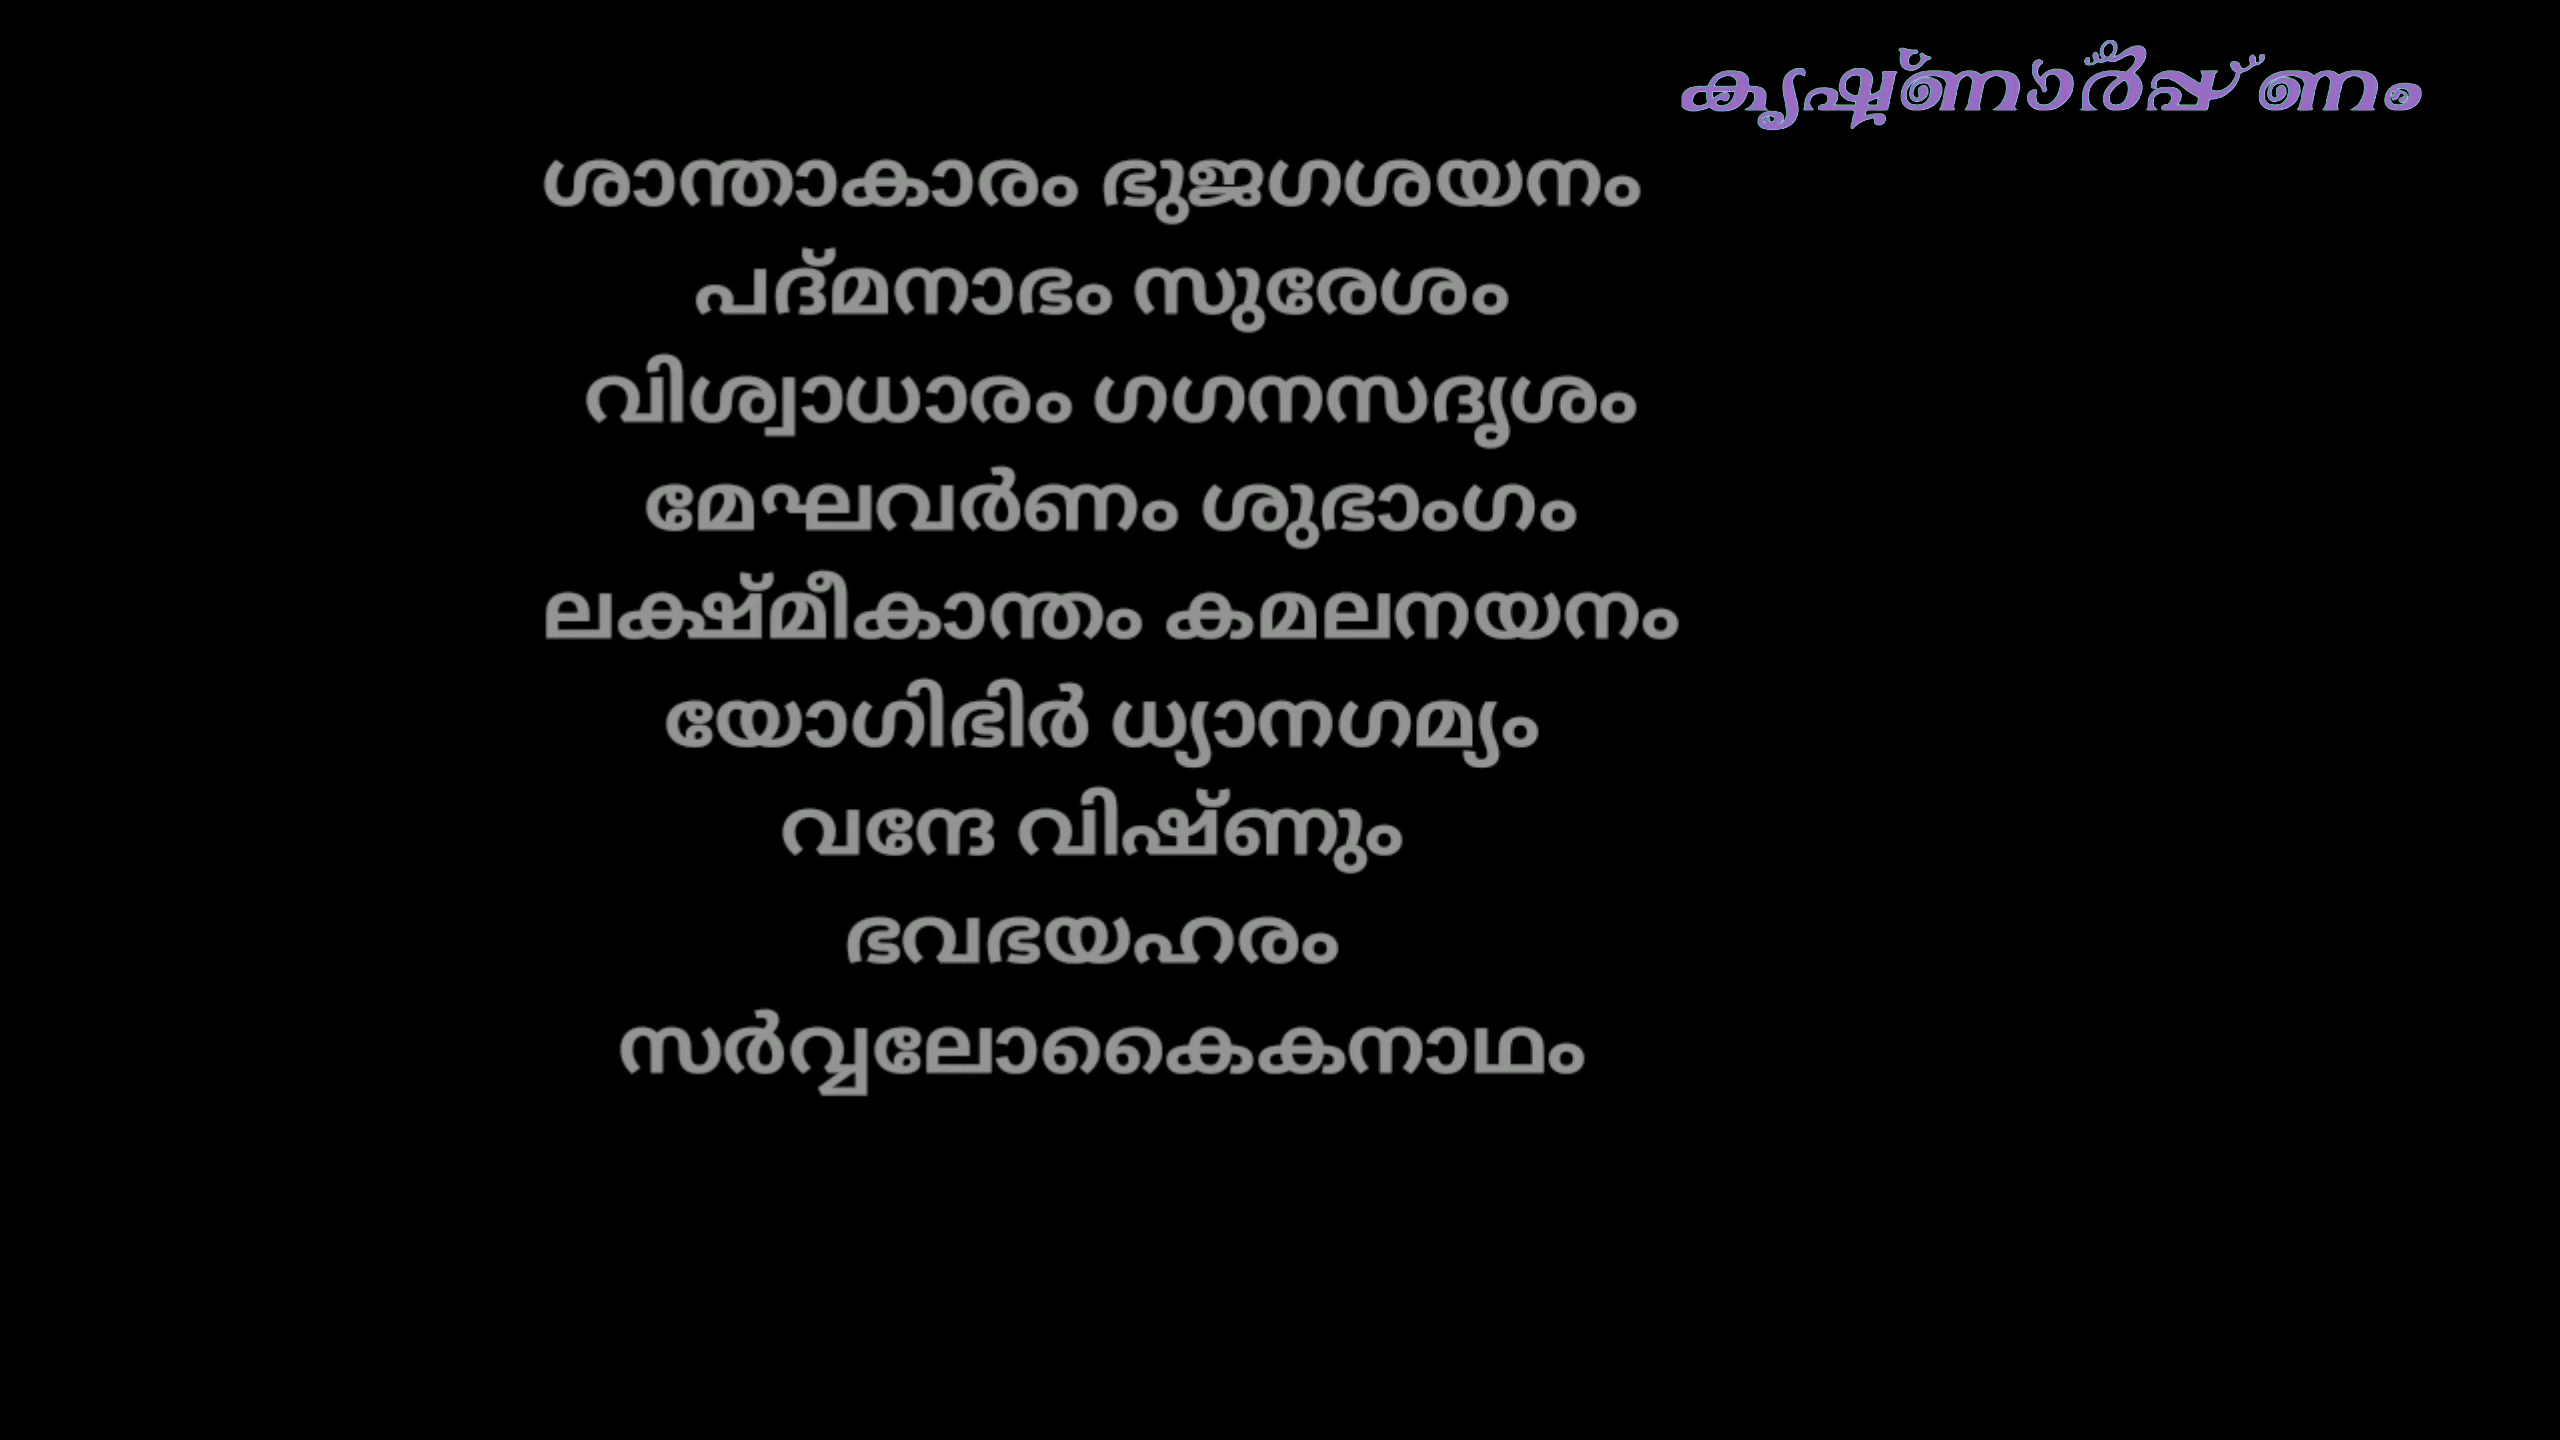 കൃഷ്ണാർപ്പണം
ശാന്താകാരം ഭുജഗശയനം
പദ്മനാഭം സുരേശം
വിശ്വാധാരം ഗഗനസദൃശം
മേഘവർണം ശുഭാംഗം
ലക്ഷ്മീകാന്തം കമലനയനം
യോഗിഭിർ ധ്യാനഗമ്യം
വന്ദേ വിഷ്ണും
ഭവഭയഹരം
സർവ്വലോകൈകനാഥം